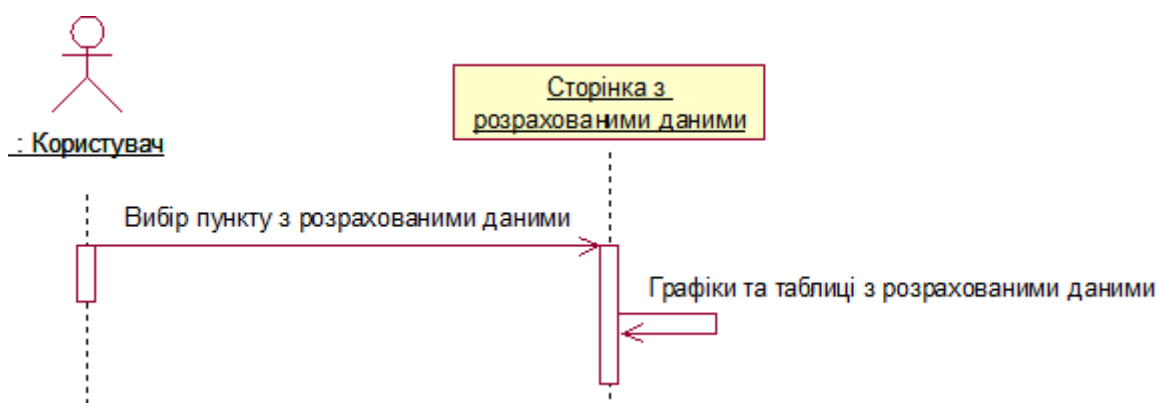 Сторінка з
розрахованими даними
: Користувач
Вибір пункту з розрахованими даними
Графіки та таблиці з розрахованими даними